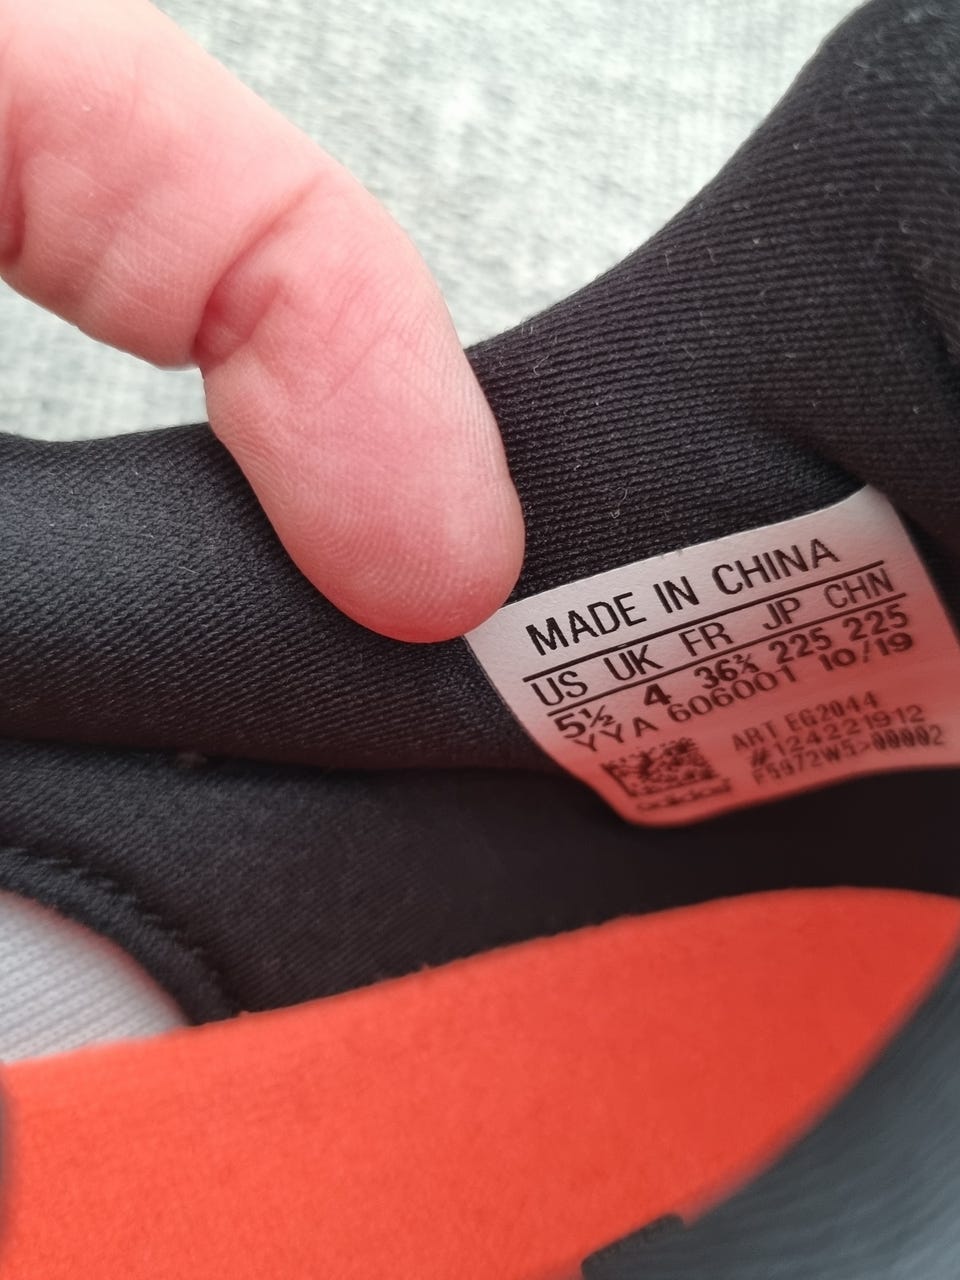 MADE IN CHINA
US UK FR JP CHN
5½ 4 36⅔ 225 225
YYA 606001 10/19
ART EG2044
#124221912
F5972W5>00002
adidas